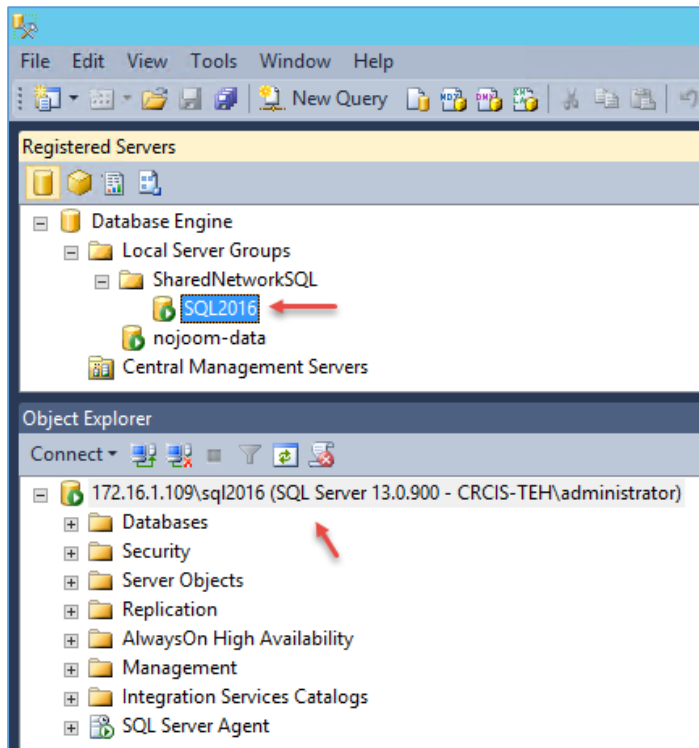 File Edit View Tools Window Help
New Query
Registered Servers
Database Engine
Local Server Groups
SharedNetworkSQL
SQL2016
nojoom-data
Central Management Servers
Object Explorer
Connect
172.16.1.109\sql2016 (SQL Server 13.0.900 - CRCIS-TEH\administrator)
Databases
Security
Server Objects
Replication
AlwaysOn High Availability
Management
Integration Services Catalogs
SQL Server Agent